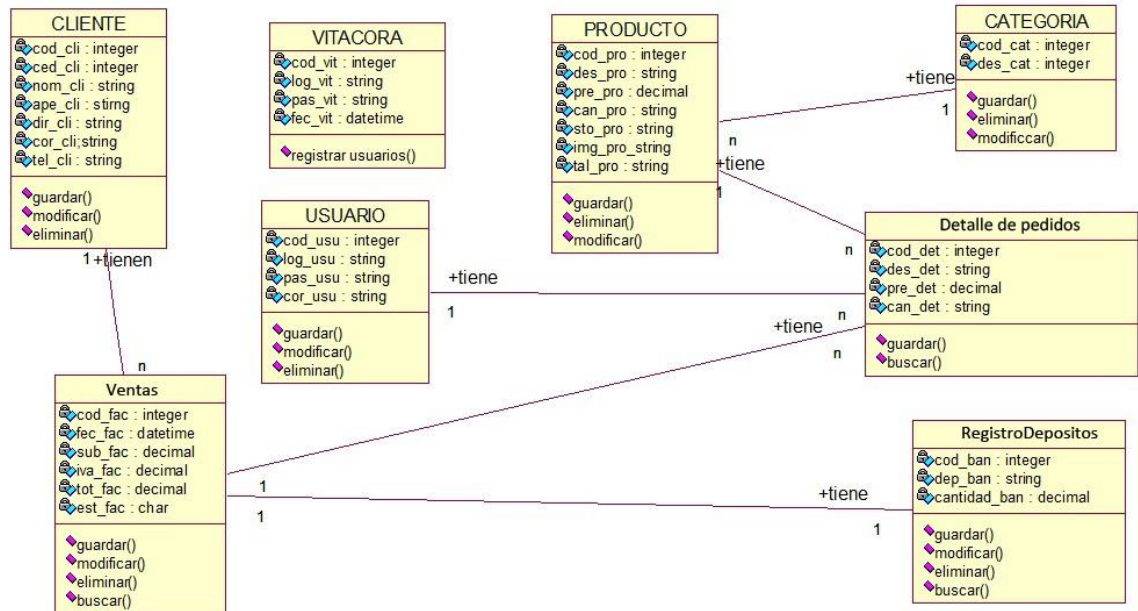 CLIENTE
cod_cli : integer
ced_cli : integer
nom_cli : string
ape_cli : stirng
dir_cli : string
cor_cli;string
tel_cli : string
guardar()
modificar()
eliminar()
VITACORA
cod_vit : integer
log_vit : string
pas_vit : string
fec_vit : datetime
registrar usuarios()
PRODUCTO
cod_pro : integer
des_pro : string
pre_pro : decimal
can_pro : string
sto_pro : string
img_pro_string
tal_pro : string
guardar()
eliminar()
modificar()
CATEGORIA
cod_cat : integer
des_cat : integer
guardar()
eliminar()
modificcar()
+tiene
1
n
+tiene
1
n
USUARIO
cod_usu : integer
log_usu : string
pas_usu : string
cor_usu : string
guardar()
modificar()
eliminar()
+tiene
1
n
Detalle de pedidos
cod_det : integer
des_det : string
pre_det : decimal
can_det : string
guardar()
buscar()
1
+tienen
n
+tiene
n
1
Ventas
cod_fac : integer
fec_fac : datetime
sub_fac : decimal
iva_fac : decimal
tot_fac : decimal
est_fac : char
guardar()
modificar()
eliminar()
buscar()
1
+tiene
1
RegistroDepositos
cod_ban : integer
dep_ban : string
cantidad_ban : decimal
guardar()
modificar()
eliminar()
buscar()